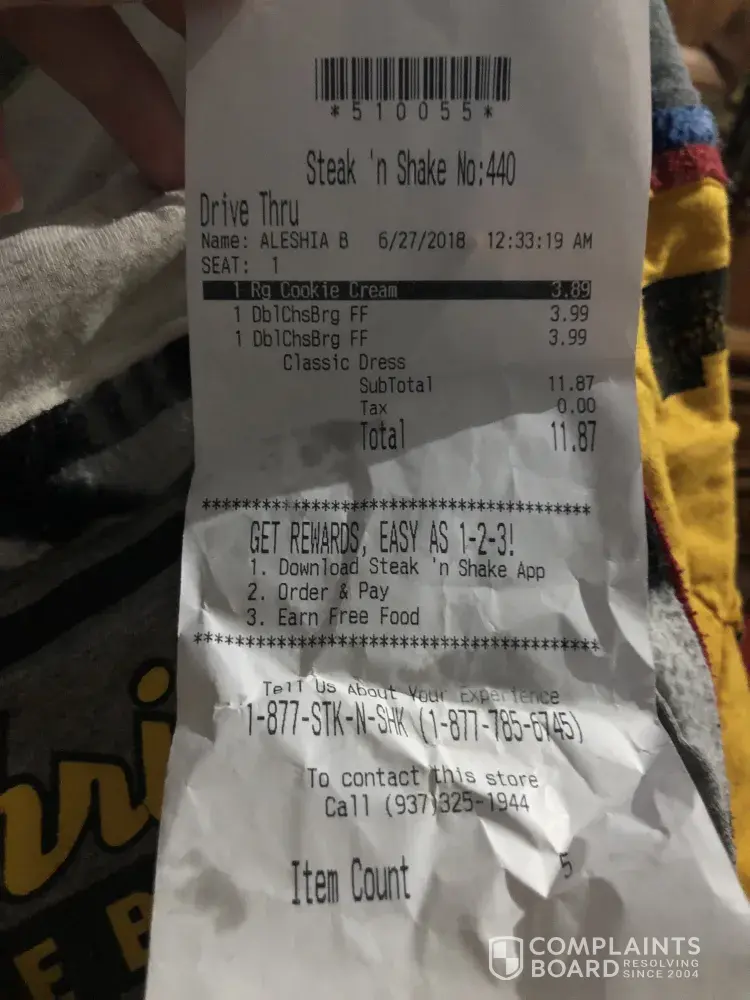 *510055*
Steak 'n Shake No:440
Drive Thru
Name: ALESHIA B 6/27/2018 12:33:19 AM
SEAT: 1
1 Rg Cookie Cream 3.89
1 DblChsBrg FF 3.99
1 DblChsBrg FF 3.99
Classic Dress
SubTotal 11.87
Tax 0.00
Total 11.87
****************************************
GET REWARDS, EASY AS 1-2-3!
1. Download Steak 'n Shake App
2. Order & Pay
3. Earn Free Food
****************************************
Tell Us About Your Experience
1-877-STK-N-SHK (1-877-785-6745)
To contact this store
Call (937)325-1944
Item Count 5
COMPLAINTS
BOARD RESOLVING SINCE 2004